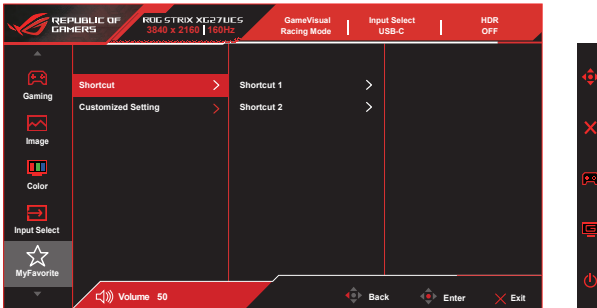 REPUBLIC OF
GAMERS
ROG STRIX XG27UCS
3840 x 2160 160Hz
GameVisual
Racing Mode
Input Select
USB-C
HDR
OFF
Gaming
Image
Color
Input Select
MyFavorite
Shortcut
Customized Setting
Shortcut 1
Shortcut 2
Volume 50
Back
Enter
Exit